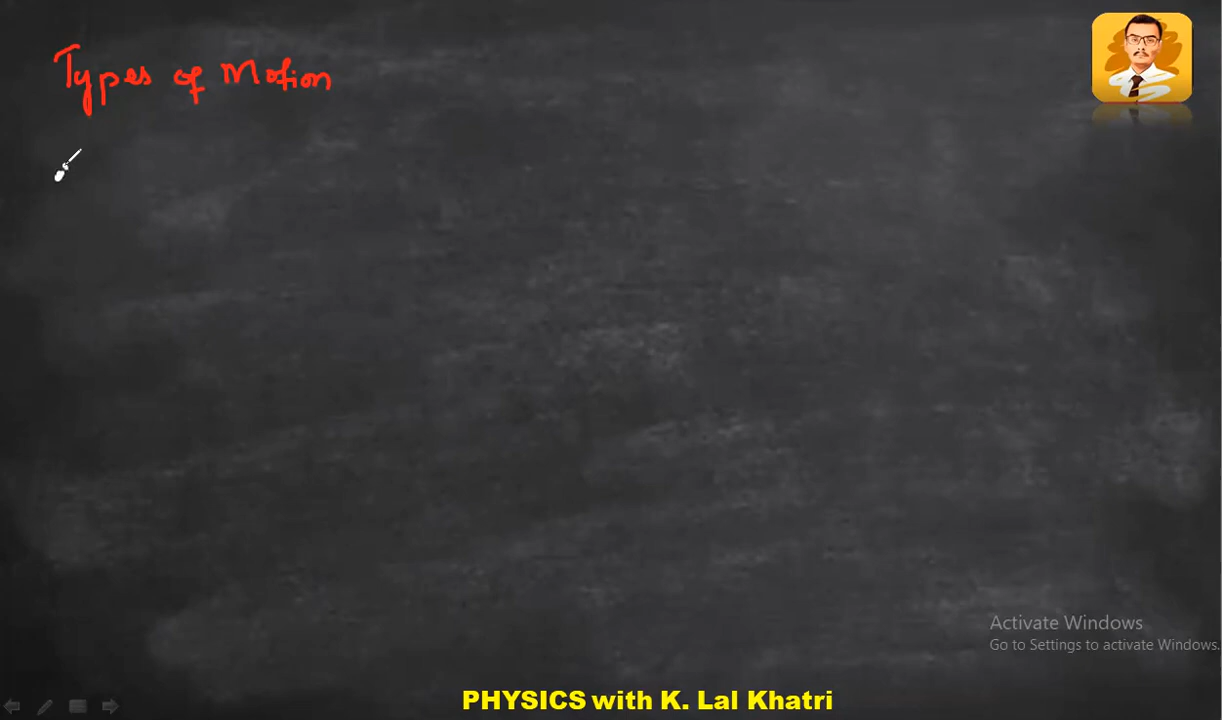 Types of Motion
Activate Windows
Go to Settings to activate Windows.
PHYSICS with K. Lal Khatri